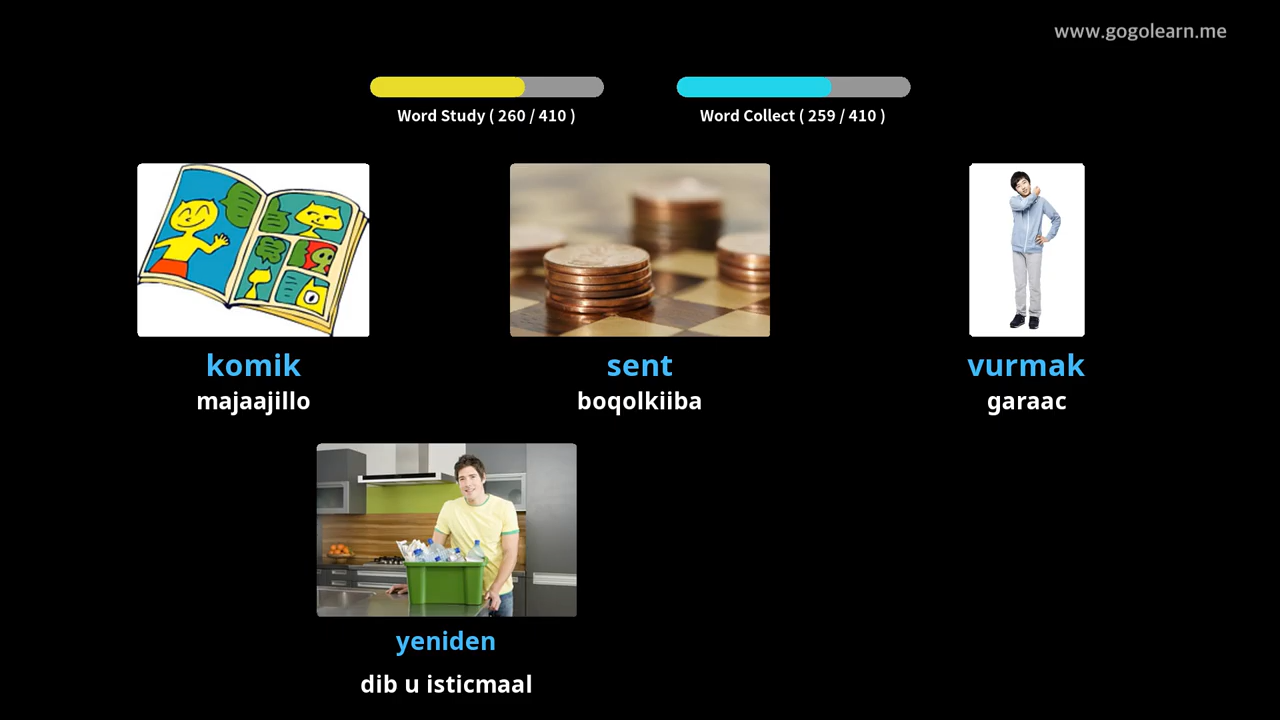 www.gogolearn.me
Word Study ( 260 / 410 )
Word Collect ( 259 / 410 )
komik
majaajillo
sent
boqolkiiba
vurmak
garaac
yeniden
dib u isticmaal